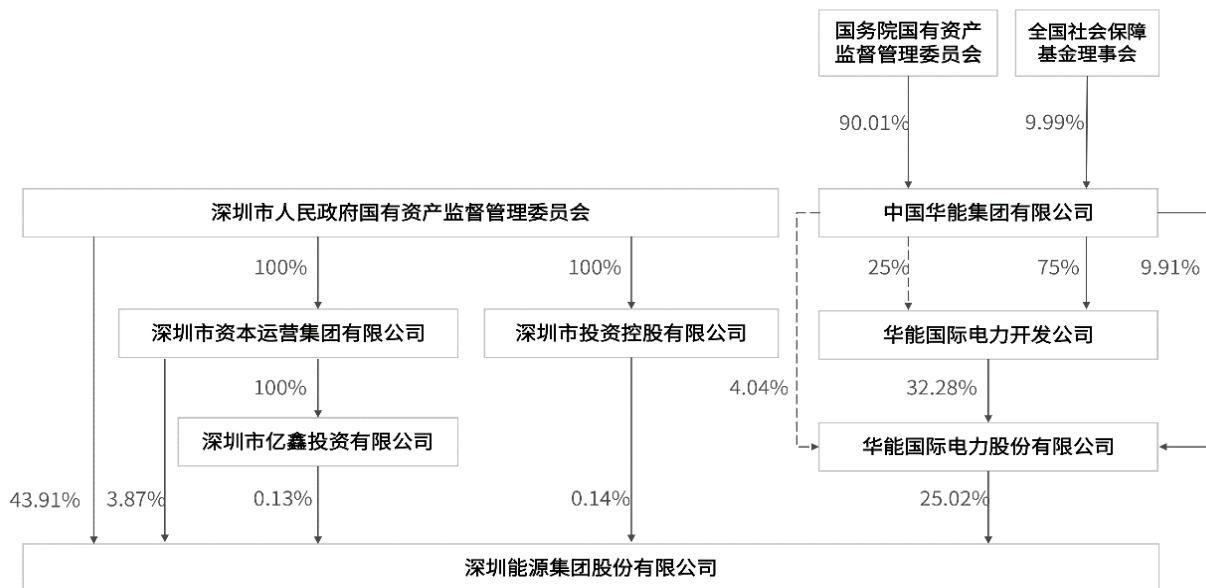 国务院国有资产
监督管理委员会
全国社会保障
基金理事会
90.01%
9.99%
深圳市人民政府国有资产监督管理委员会
中国华能集团有限公司
100%
100%
25%
75%
9.91%
深圳市资本运营集团有限公司
深圳市投资控股有限公司
华能国际电力开发公司
100%
4.04%
32.28%
深圳市亿鑫投资有限公司
华能国际电力股份有限公司
43.91%
3.87%
0.13%
0.14%
25.02%
深圳能源集团股份有限公司